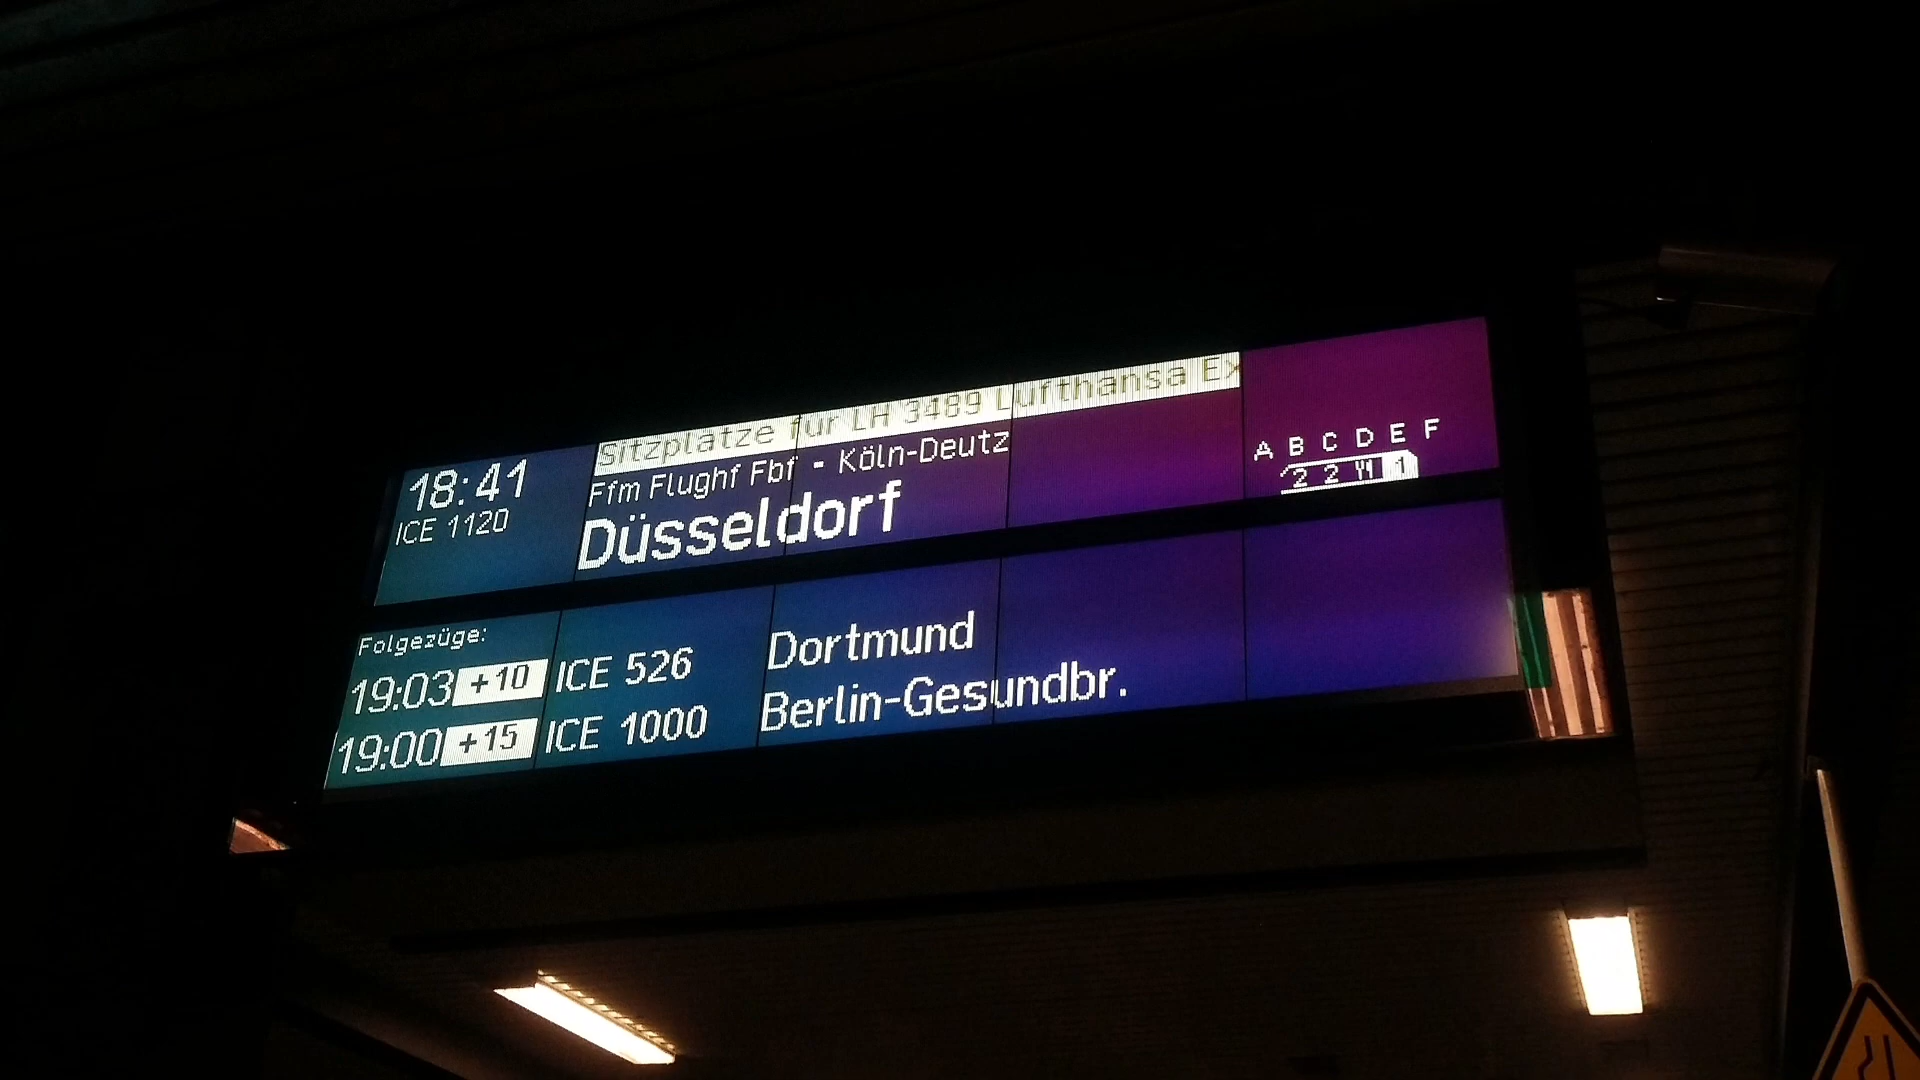 Sitzplätze für LH 3489 Lufthansa Ex
18:41
Ffm Flughf Fbf - Köln-Deutz
ICE 1120
Düsseldorf
A B C D E F
2 2 1
Folgezüge:
19:03 +10 ICE 526 Dortmund
19:00 +15 ICE 1000 Berlin-Gesundbr.